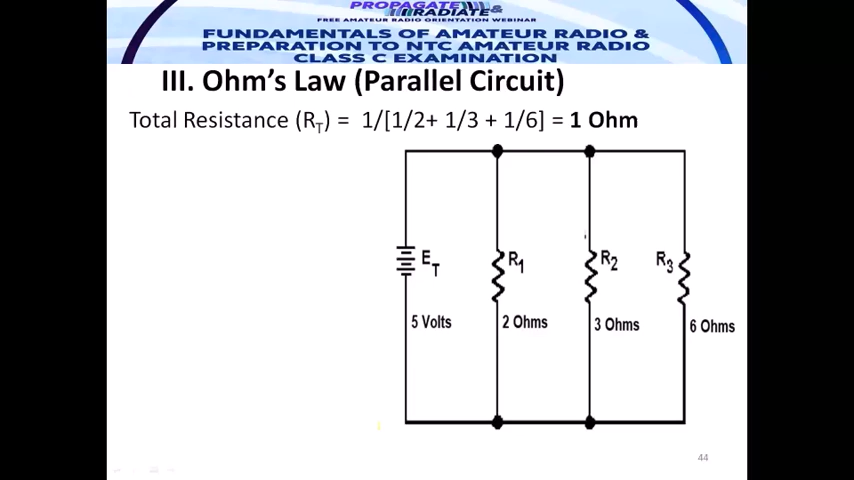 PROPAGATE &
RADIATE
FREE AMATEUR RADIO ORIENTATION WEBINAR
FUNDAMENTALS OF AMATEUR RADIO &
PREPARATION TO NTC AMATEUR RADIO
CLASS C EXAMINATION
III. Ohm's Law (Parallel Circuit)
Total Resistance (RT) = 1/[1/2+ 1/3 + 1/6] = 1 Ohm
ET
R1
R2
R3
5 Volts
2 Ohms
3 Ohms
6 Ohms
44